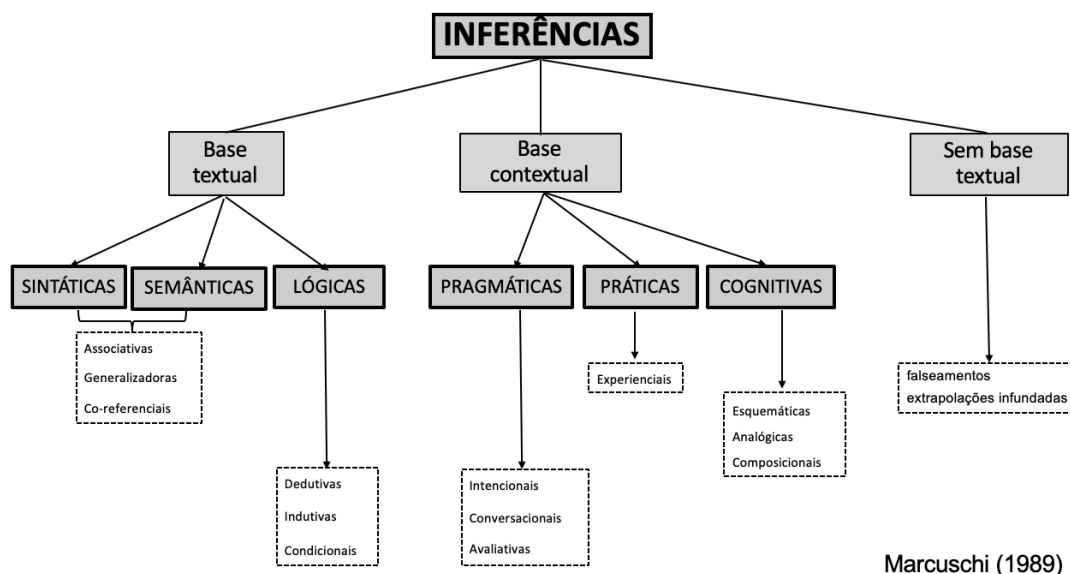 INFERÊNCIAS
Base
textual
Base
contextual
Sem base
textual
SINTÁTICAS
SEMÂNTICAS
LÓGICAS
PRAGMÁTICAS
PRÁTICAS
COGNITIVAS
Associativas
Generalizadoras
Co-referenciais
Dedutivas
Indutivas
Condicionais
Intencionais
Conversacionais
Avaliativas
Experienciais
Esquemáticas
Analógicas
Composicionais
falseamentos
extrapolações infundadas
Marcuschi (1989)